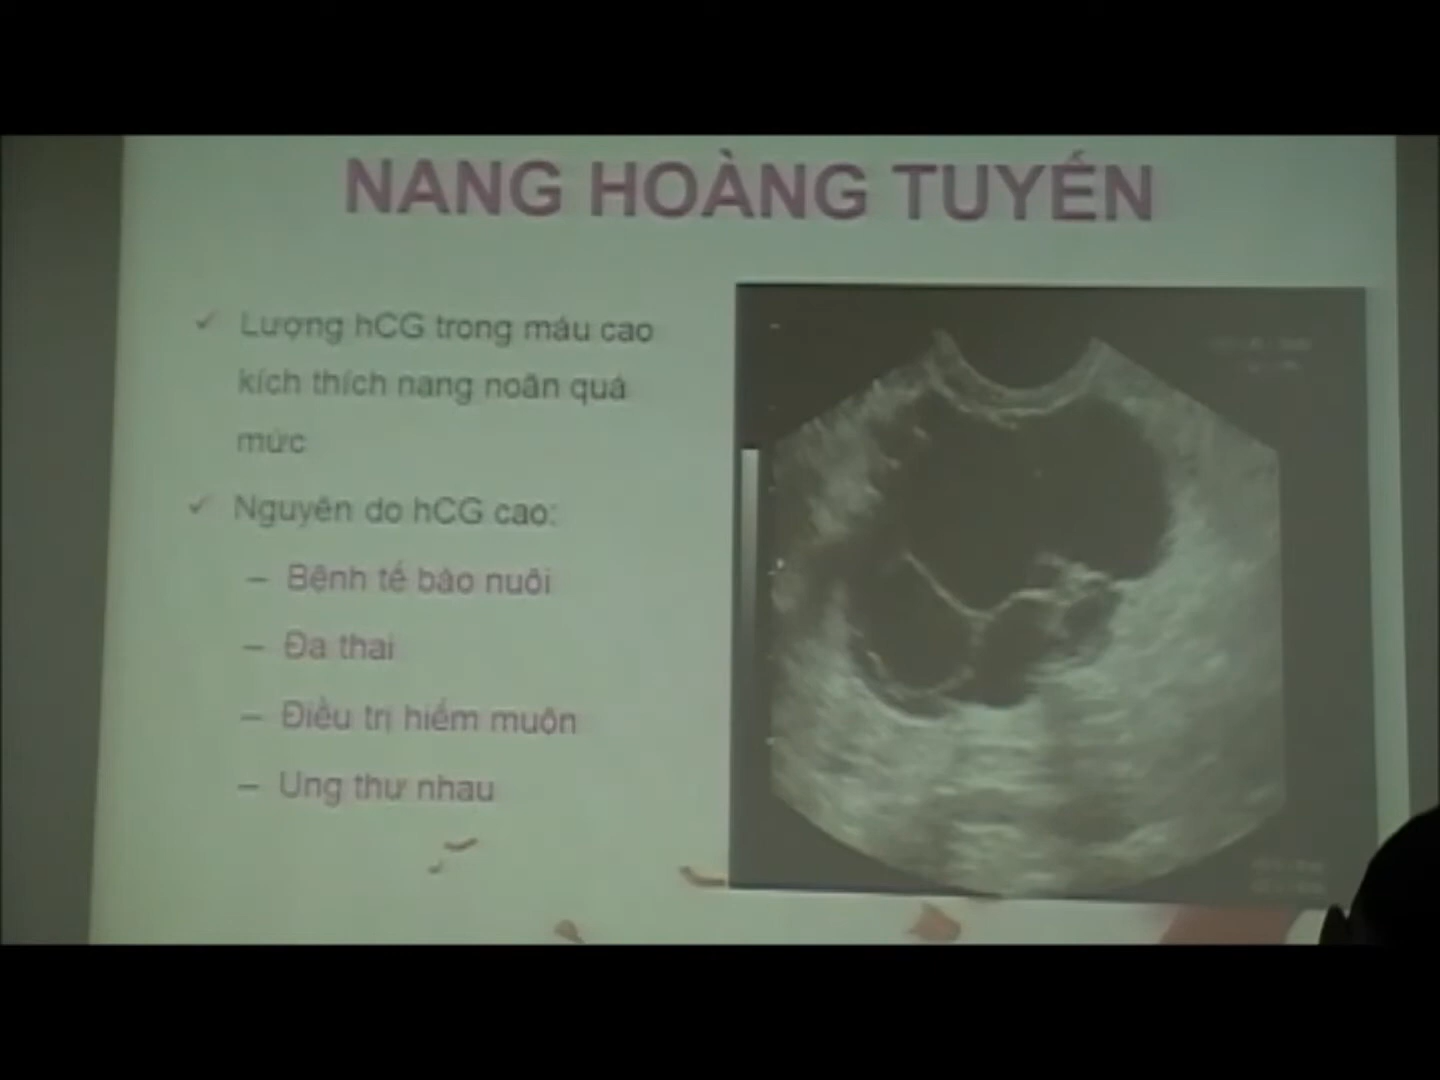 NANG HOÀNG TUYẾN
✓ Lượng hCG trong máu cao
kích thích nang noãn quá
mức
✓ Nguyên do hCG cao:
– Bệnh tế bào nuôi
– Đa thai
– Điều trị hiếm muộn
– Ung thư nhau